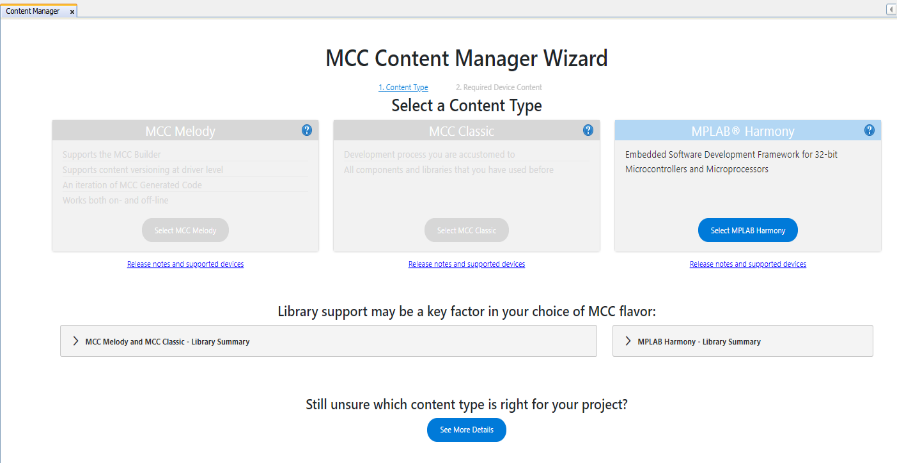 Content Manager x
MCC Content Manager Wizard
1. Content Type 2. Required Device Content
Select a Content Type
MCC Melody ?
Supports the MCC Builder
Supports content versioning at driver level
An iteration of MCC Generated Code
Works both on- and off-line
Select MCC Melody
Release notes and supported devices
MCC Classic ?
Development process you are accustomed to
All components and libraries that you have used before
Select MCC Classic
Release notes and supported devices
MPLAB® Harmony ?
Embedded Software Development Framework for 32-bit
Microcontrollers and Microprocessors
Select MPLAB Harmony
Release notes and supported devices
Library support may be a key factor in your choice of MCC flavor:
MCC Melody and MCC Classic - Library Summary
MPLAB Harmony - Library Summary
Still unsure which content type is right for your project?
See More Details